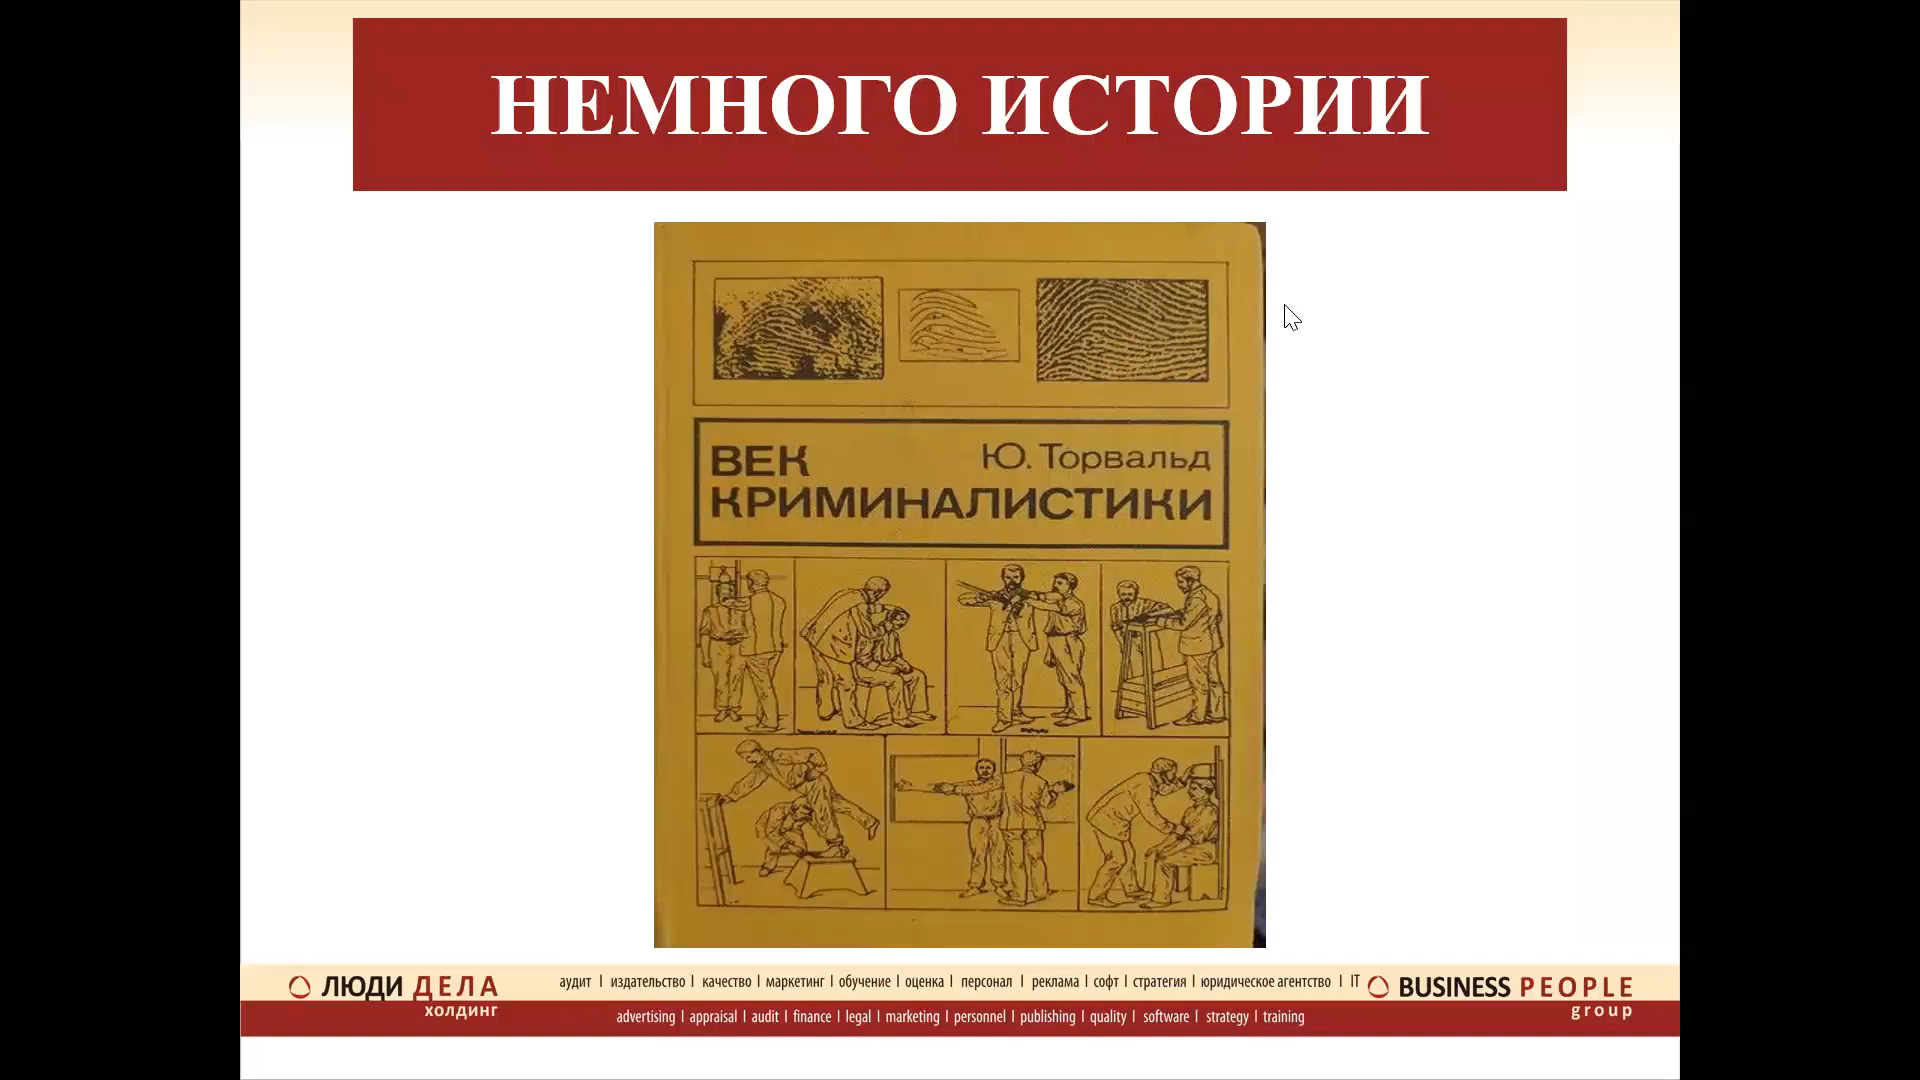 НЕМНОГО ИСТОРИИ
Ю. Торвальд
ВЕК
КРИМИНАЛИСТИКИ
ЛЮДИ ДЕЛА
холдинг
аудит | издательство | качество | маркетинг | обучение | оценка | персонал | реклама | софт | стратегия | юридическое агентство | IT
advertising | appraisal | audit | finance | legal | marketing | personnel | publishing | quality | software | strategy | training
BUSINESS PEOPLE
group